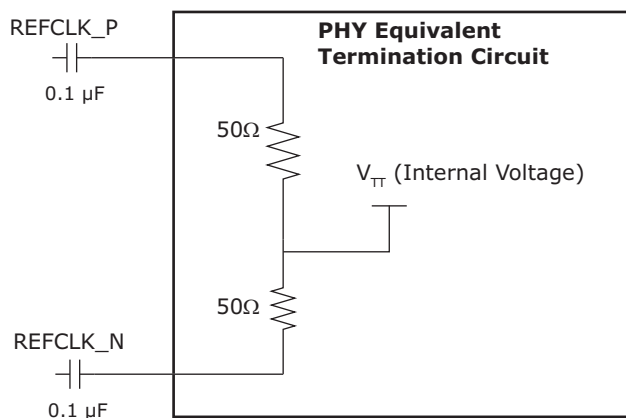 REFCLK_P
0.1 µF
PHY Equivalent
Termination Circuit
50Ω
V_TT (Internal Voltage)
50Ω
REFCLK_N
0.1 µF